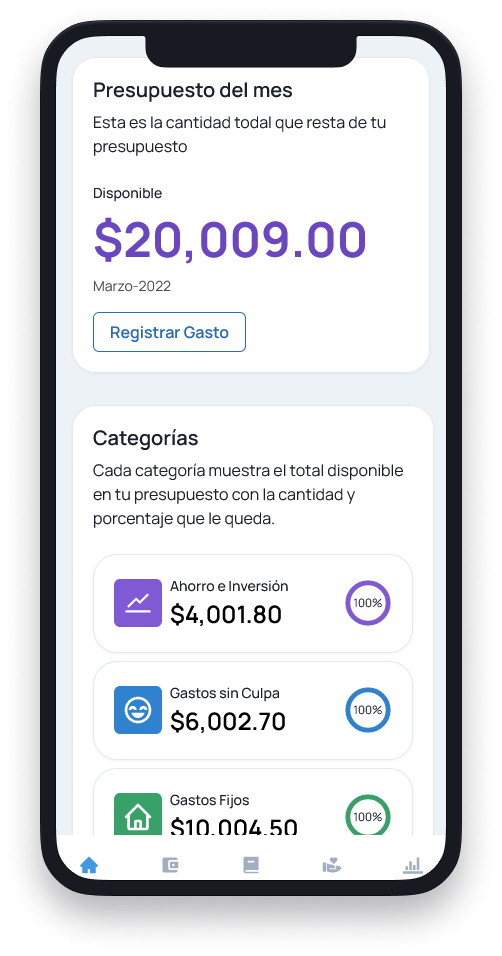 Presupuesto del mes
Esta es la cantidad todal que resta de tu
presupuesto
Disponible
$20,009.00
Marzo-2022
Registrar Gasto
Categorías
Cada categoría muestra el total disponible
en tu presupuesto con la cantidad y
porcentaje que le queda.
Ahorro e Inversión
$4,001.80
100%
Gastos sin Culpa
$6,002.70
100%
Gastos Fijos
$10,004.50
100%